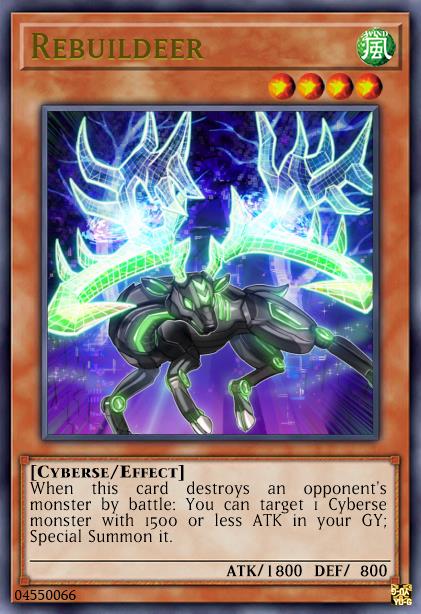 Rebuildeer
WIND
風
[Cyberse/Effect]
When this card destroys an opponent's
monster by battle: You can target 1 Cyberse
monster with 1500 or less ATK in your GY;
Special Summon it.
ATK/1800 DEF/ 800
04550066